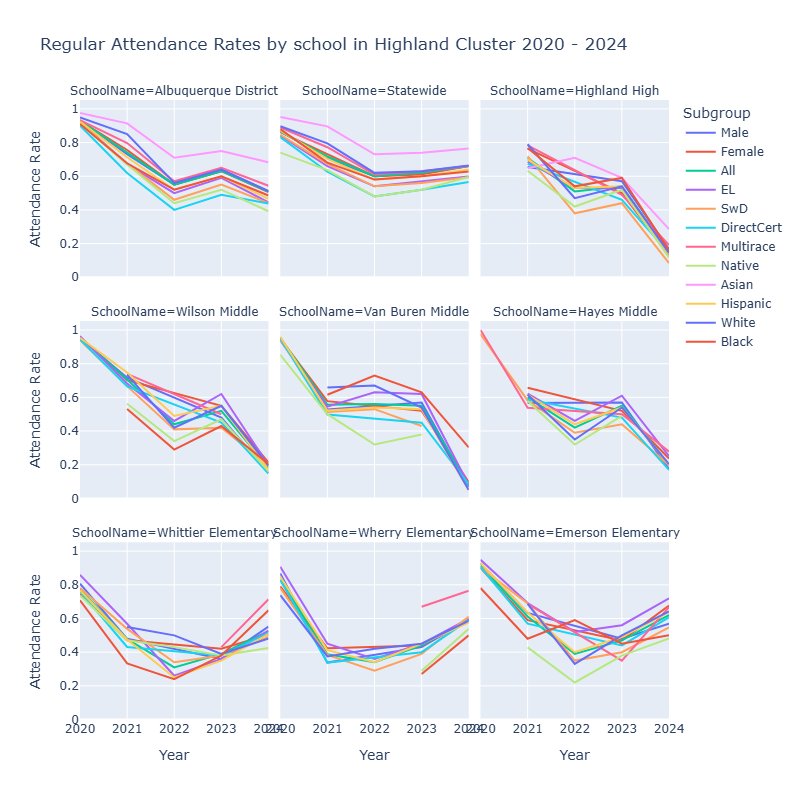 Regular Attendance Rates by school in Highland Cluster 2020 - 2024
SchoolName=Albuquerque District
SchoolName=Statewide
SchoolName=Highland High
Subgroup
Male
Female
All
EL
SwD
DirectCert
Multirace
Native
Asian
Hispanic
White
Black
1
0.8
0.6
0.4
0.2
0
Attendance Rate
SchoolName=Wilson Middle
SchoolName=Van Buren Middle
SchoolName=Hayes Middle
1
0.8
0.6
0.4
0.2
0
Attendance Rate
SchoolName=Whittier Elementary
SchoolName=Wherry Elementary
SchoolName=Emerson Elementary
1
0.8
0.6
0.4
0.2
0
Attendance Rate
2020 2021 2022 2023 2024
2020 2021 2022 2023 2024
2020 2021 2022 2023 2024
Year
Year
Year